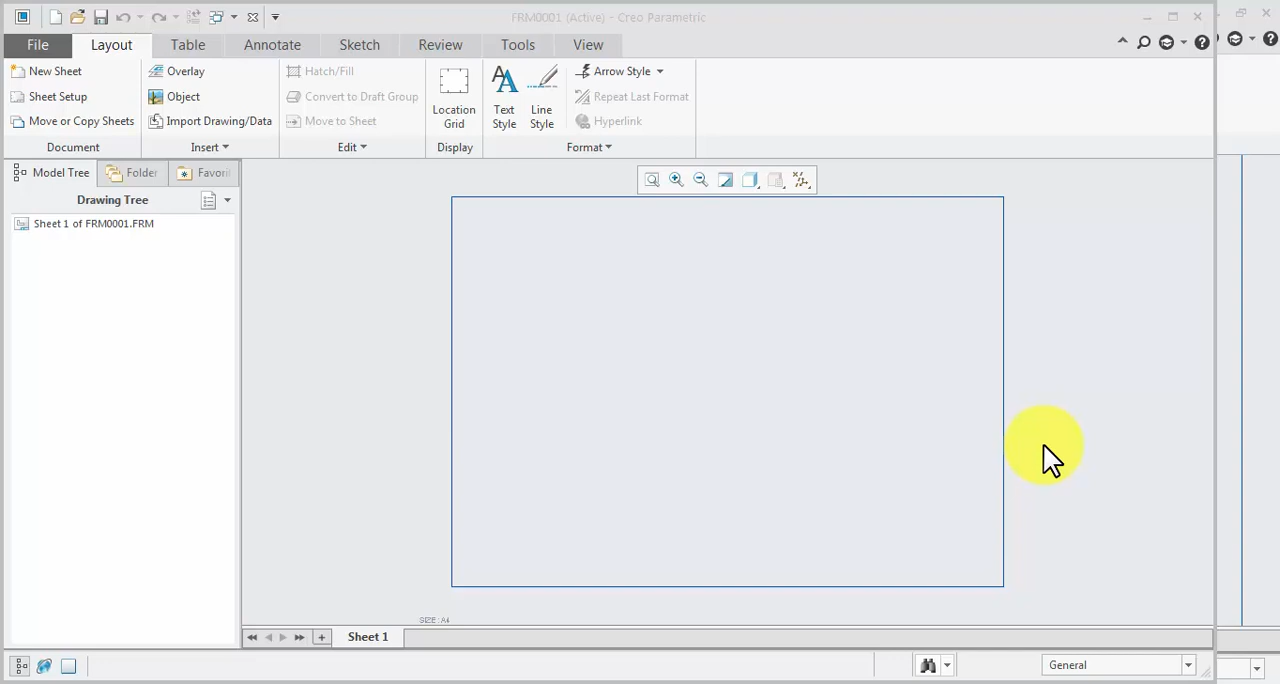 FRM0001 (Active) - Creo Parametric
File Layout Table Annotate Sketch Review Tools View
New Sheet
Sheet Setup
Move or Copy Sheets
Document
Overlay
Object
Import Drawing/Data
Insert
Hatch/Fill
Convert to Draft Group
Move to Sheet
Edit
Location
Grid
Display
Text
Style
Line
Style
Arrow Style
Repeat Last Format
Hyperlink
Format
Model Tree Folder Favori
Drawing Tree
Sheet 1 of FRM0001.FRM
SIZE : A4
Sheet 1
General